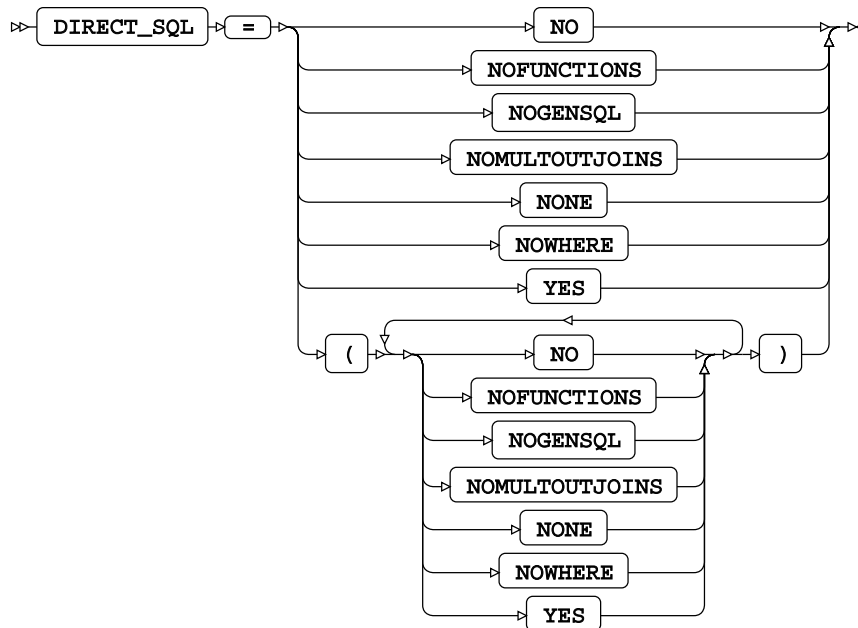 DIRECT_SQL = NO
NOFUNCTIONS
NOGENSQL
NOMULTOUTJOINS
NONE
NOWHERE
YES
( NO )
NOFUNCTIONS
NOGENSQL
NOMULTOUTJOINS
NONE
NOWHERE
YES